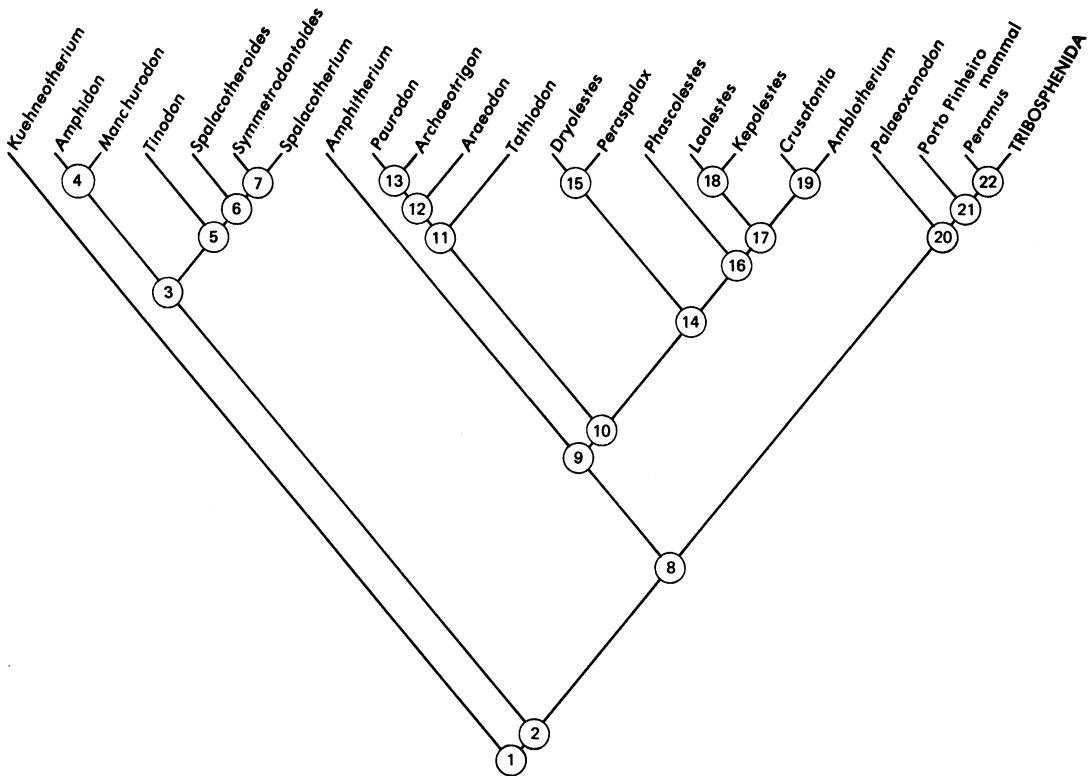 Kuehneotherium
Amphidon
Manchurodon
Tinodon
Spalacotheroides
Symmetrodontoides
Spalacotherium
Amphitherium
Paurodon
Archaeotrigon
Araeodon
Tathiodon
Dryolestes
Peraspalax
Phascolestes
Laolestes
Kepolestes
Crusafontia
Amblotherium
Palaeoxonodon
Porto Pinheiro
mammal
Peramus
TRIBOSPHENIDA
4
7
6
5
3
13
12
11
15
18
19
17
16
14
10
9
22
21
20
8
2
1